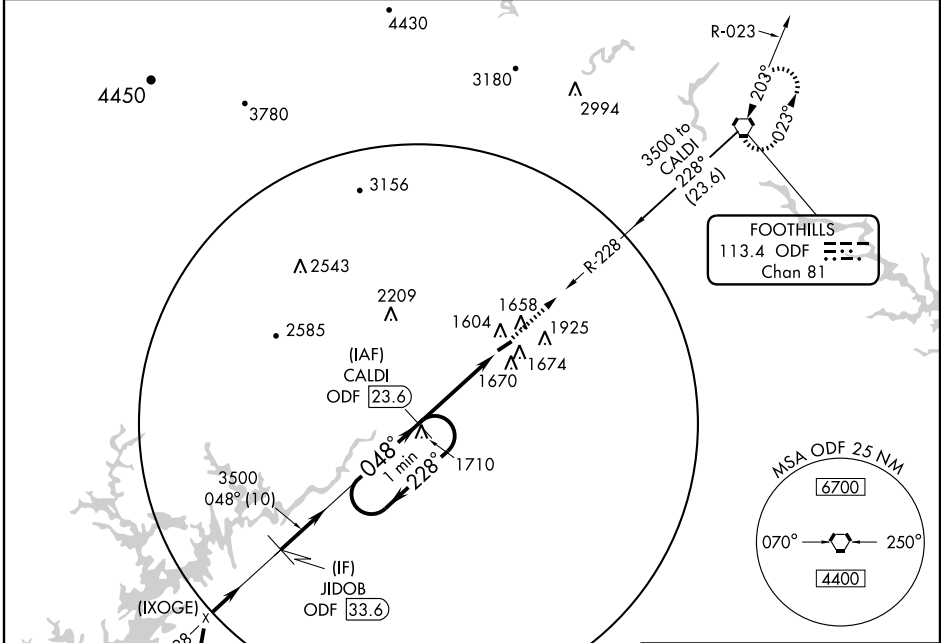 4430
R-023
4450
3780
3180
2994
203°
023°
3500 to
CALDI
228°
(23.6)
3156
FOOTHILLS
113.4 ODF
Chan 81
R-228
2543
2209
2585
1604
1658
1925
1674
1670
(IAF)
CALDI
ODF 23.6
048°
1 min
228°
1710
3500
048° (10)
(IF)
JIDOB
ODF 33.6
(IXOGE)
MSA ODF 25 NM
6700
070°
250°
4400